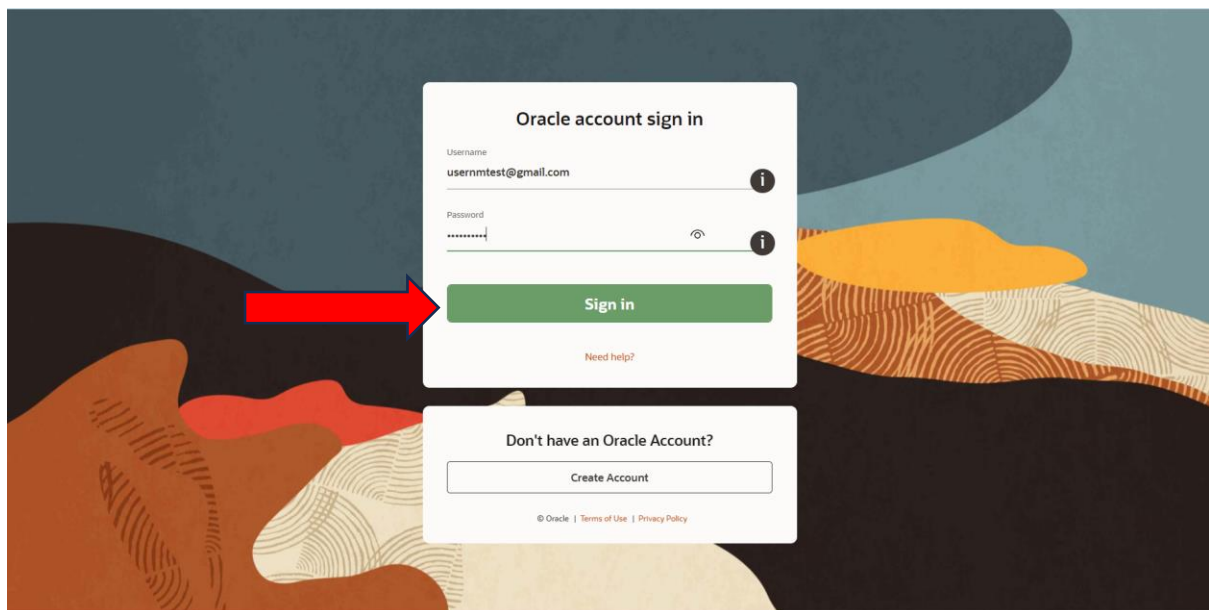 Oracle account sign in
Username
usernmtest@gmail.com
i
Password
••••••••••
i
Sign in
Need help?
Don't have an Oracle Account?
Create Account
© Oracle | Terms of Use | Privacy Policy